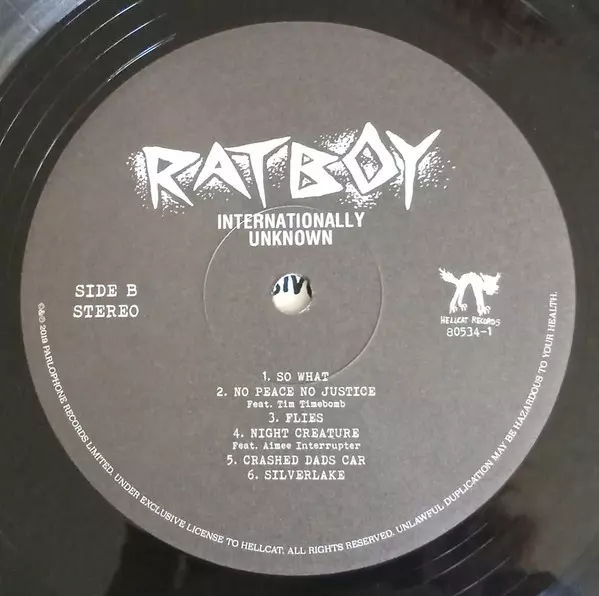 RATBOY
INTERNATIONALLY
UNKNOWN
SIDE B
STEREO
HELLCAT RECORDS
80534-1
1. SO WHAT
2. NO PEACE NO JUSTICE
Feat. Tim Timebomb
3. FLIES
4. NIGHT CREATURE
Feat. Aimee Interrupter
5. CRASHED DADS CAR
6. SILVERLAKE
©&℗ 2019 PARLOPHONE RECORDS LIMITED. UNDER EXCLUSIVE LICENSE TO HELLCAT. ALL RIGHTS RESERVED. UNLAWFUL DUPLICATION MAY BE HAZARDOUS TO YOUR HEALTH.